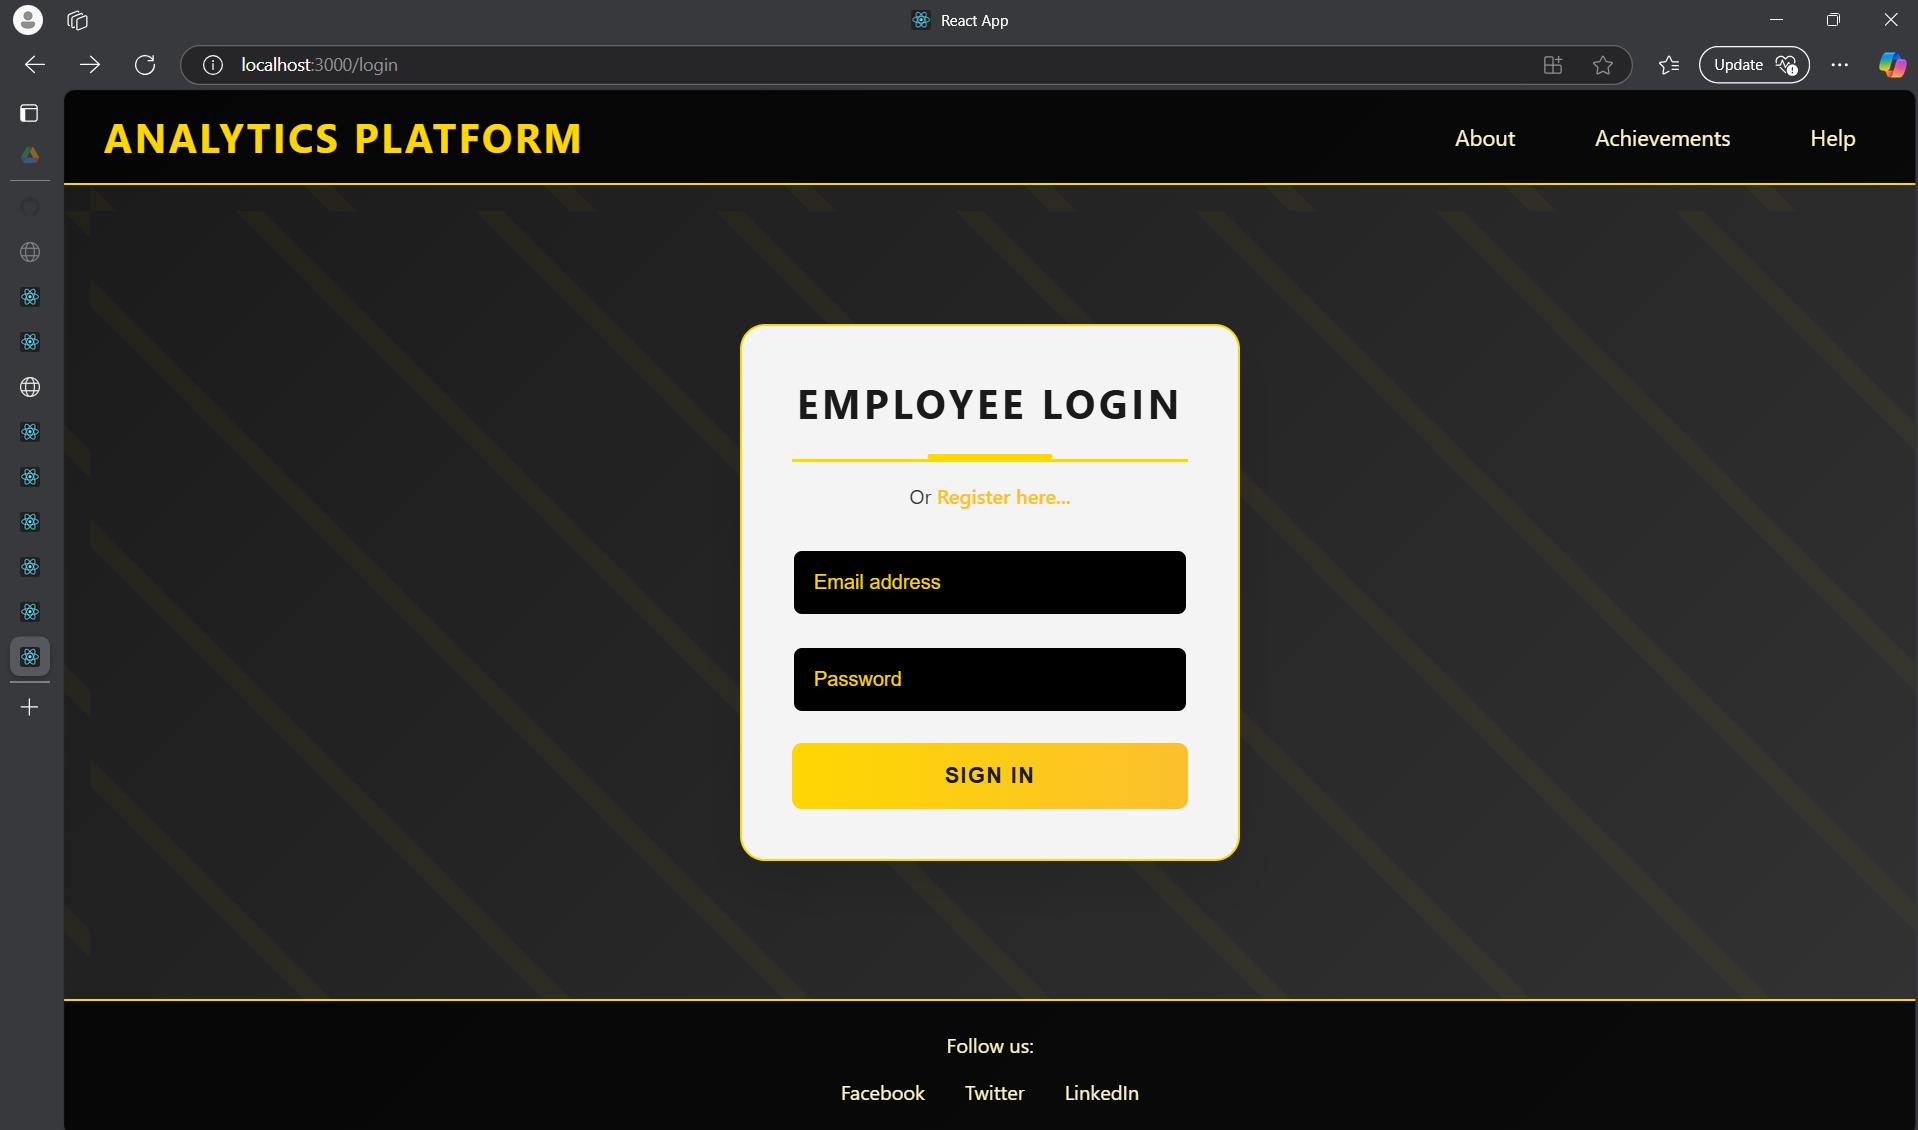 React App
localhost:3000/login
Update
ANALYTICS PLATFORM
About Achievements Help
EMPLOYEE LOGIN
Or Register here...
Email address
Password
SIGN IN
Follow us:
Facebook Twitter LinkedIn